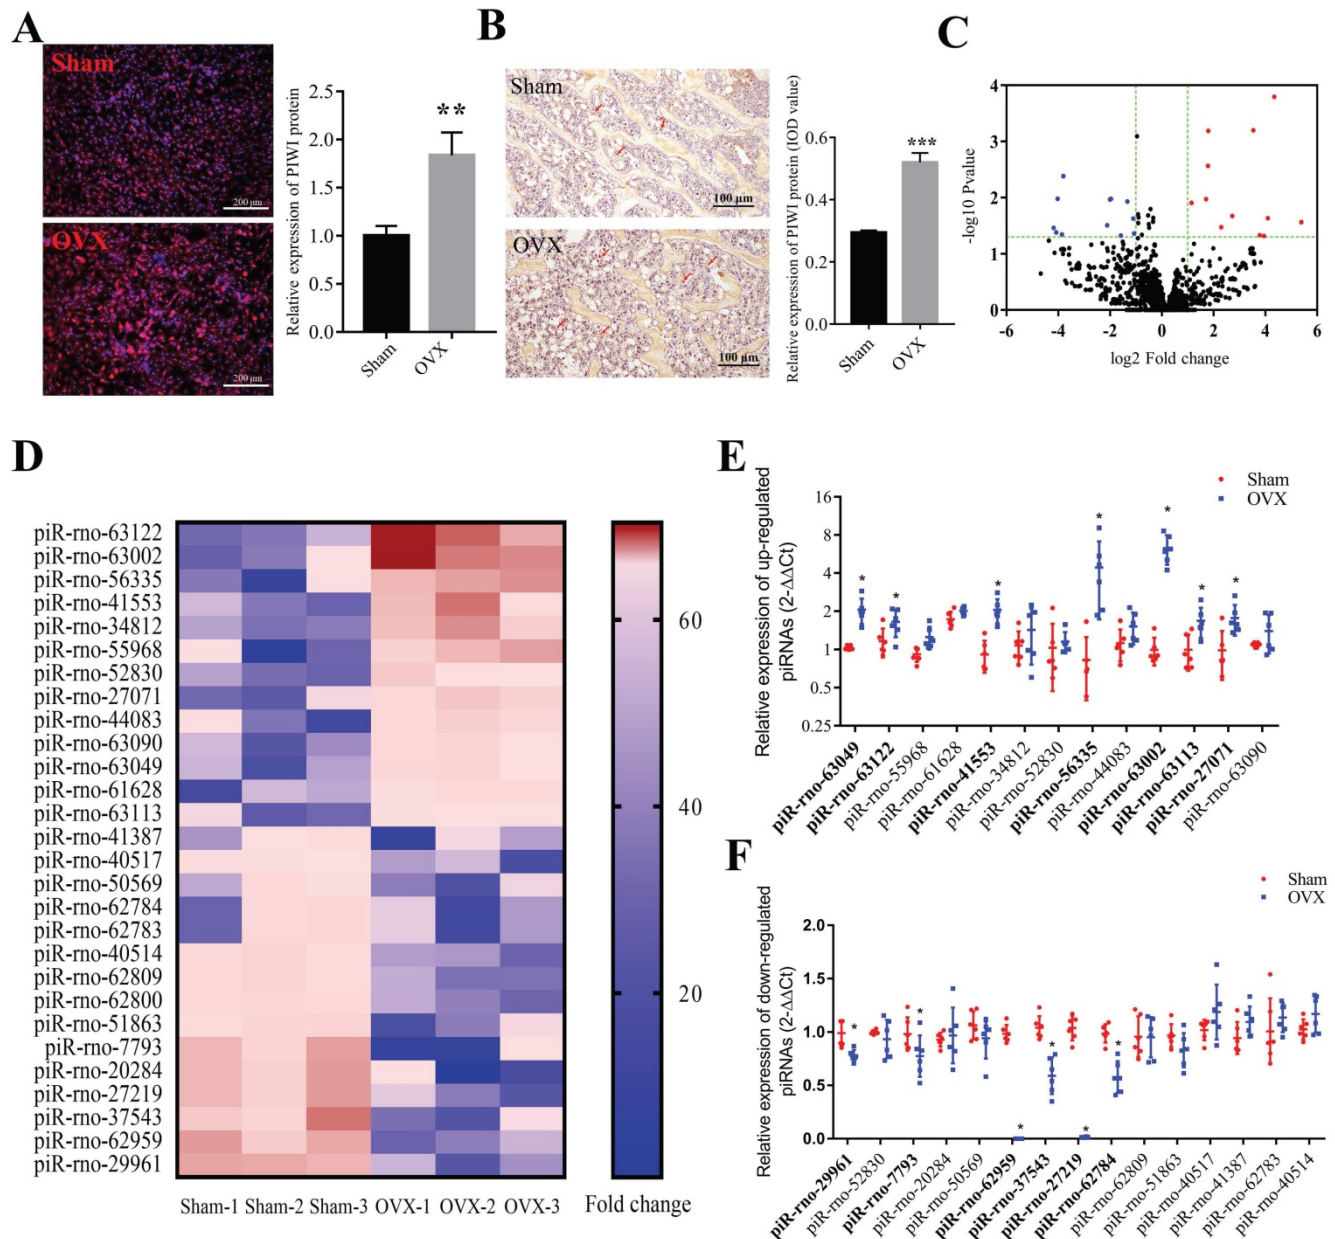 A
Sham
200 μm
OVX
200 μm
Relative expression of PIWI protein
2.5
2.0
1.5
1.0
0.5
0.0
**
Sham
OVX
B
Sham
100 μm
OVX
100 μm
Relative expression of PIWI protein (IOD value)
0.6
0.4
0.2
0.0
***
Sham
OVX
C
-log10 Pvalue
4
3
2
1
0
-6 -4 -2 0 2 4 6
log2 Fold change
D
piR-rno-63122
piR-rno-63002
piR-rno-56335
piR-rno-41553
piR-rno-34812
piR-rno-55968
piR-rno-52830
piR-rno-27071
piR-rno-44083
piR-rno-63090
piR-rno-63049
piR-rno-61628
piR-rno-63113
piR-rno-41387
piR-rno-40517
piR-rno-50569
piR-rno-62784
piR-rno-62783
piR-rno-40514
piR-rno-62809
piR-rno-62800
piR-rno-51863
piR-rno-7793
piR-rno-20284
piR-rno-27219
piR-rno-37543
piR-rno-62959
piR-rno-29961
Sham-1 Sham-2 Sham-3 OVX-1 OVX-2 OVX-3
60
40
20
Fold change
E
Sham
OVX
Relative expression of up-regulated
piRNAs (2-ΔΔCt)
16
8
4
2
1
0.5
0.25
* * * * * * *
piR-rno-63049
piR-rno-63122
piR-rno-55968
piR-rno-61628
piR-rno-41553
piR-rno-34812
piR-rno-52830
piR-rno-56335
piR-rno-44083
piR-rno-63002
piR-rno-63113
piR-rno-27071
piR-rno-63090
F
Sham
OVX
Relative expression of down-regulated
piRNAs (2-ΔΔCt)
2.0
1.5
1.0
0.5
0.0
* * * * * *
piR-rno-29961
piR-rno-52830
piR-rno-7793
piR-rno-20284
piR-rno-50569
piR-rno-62959
piR-rno-37543
piR-rno-27219
piR-rno-62784
piR-rno-62809
piR-rno-51863
piR-rno-40517
piR-rno-41387
piR-rno-62783
piR-rno-40514